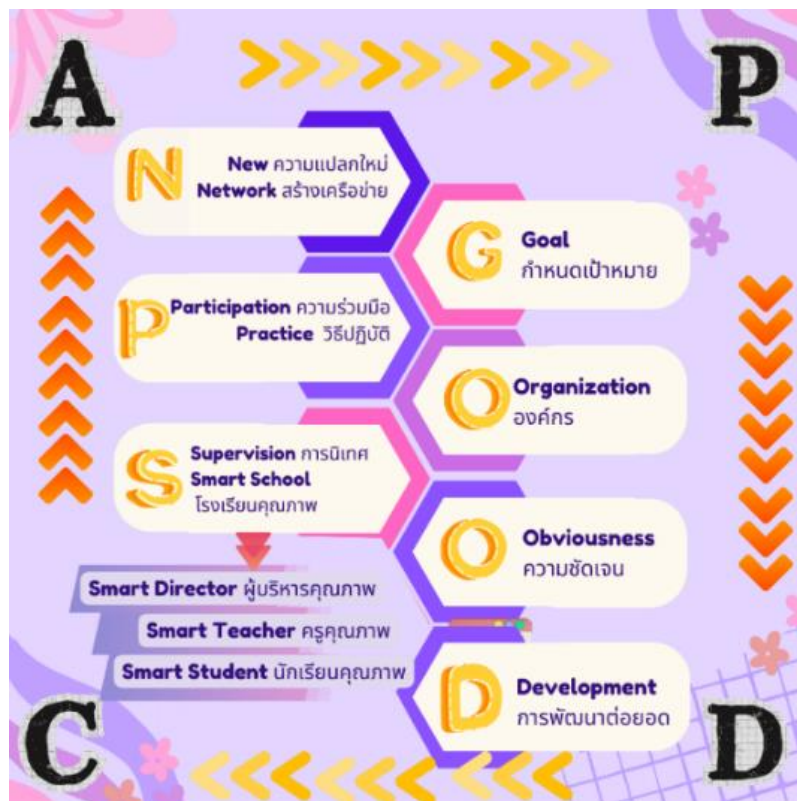 A
P
N
New ความแปลกใหม่
Network สร้างเครือข่าย
G
Goal
กำหนดเป้าหมาย
P
Participation ความร่วมมือ
Practice วิธีปฏิบัติ
O
Organization
องค์กร
S
Supervision การนิเทศ
Smart School
โรงเรียนคุณภาพ
O
Obviousness
ความชัดเจน
Smart Director ผู้บริหารคุณภาพ
Smart Teacher ครูคุณภาพ
Smart Student นักเรียนคุณภาพ
D
Development
การพัฒนาต่อยอด
C
D